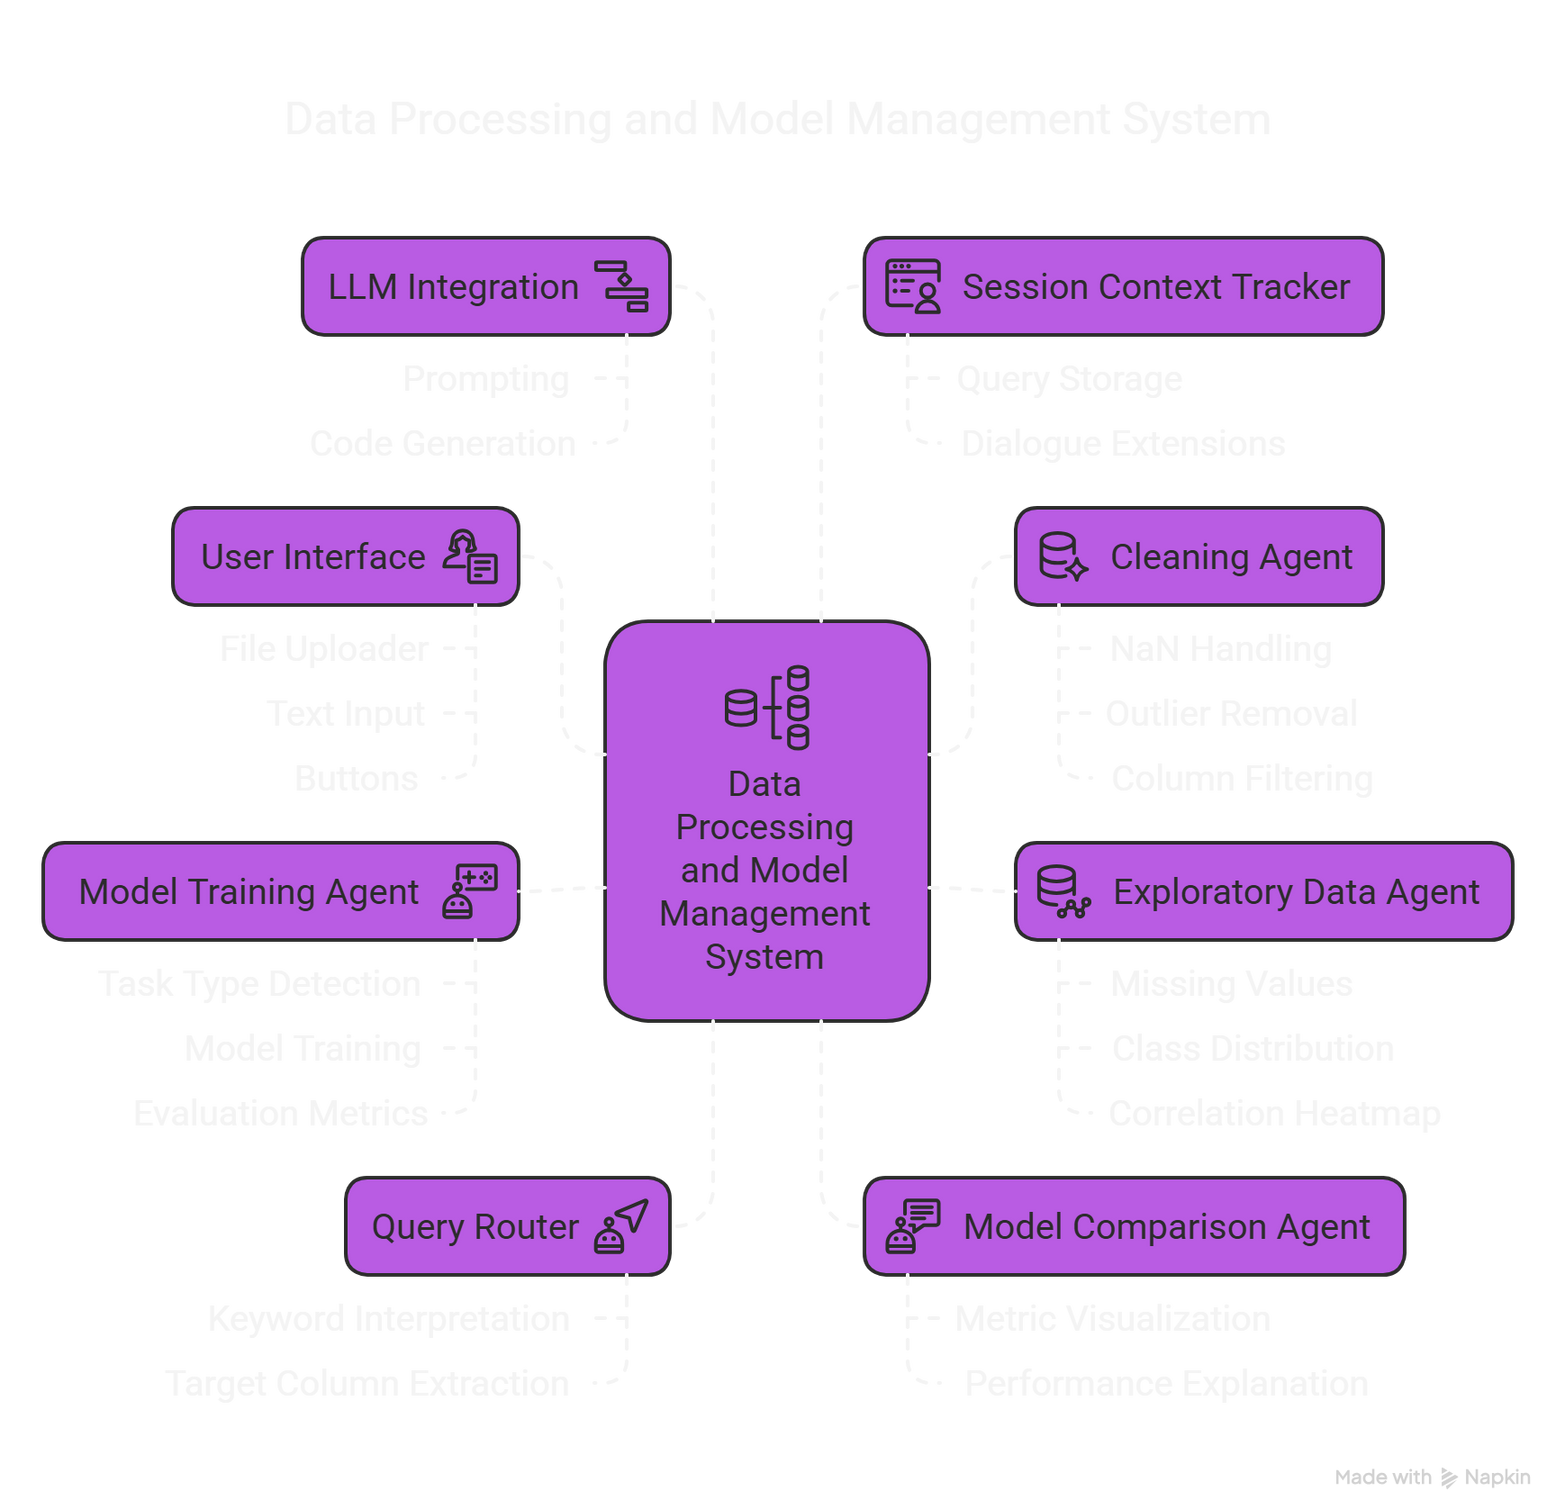 Data Processing and Model Management System
LLM Integration
Prompting
Code Generation
Session Context Tracker
Query Storage
Dialogue Extensions
User Interface
File Uploader
Text Input
Buttons
Cleaning Agent
NaN Handling
Outlier Removal
Column Filtering
Data
Processing
and Model
Management
System
Model Training Agent
Task Type Detection
Model Training
Evaluation Metrics
Exploratory Data Agent
Missing Values
Class Distribution
Correlation Heatmap
Query Router
Keyword Interpretation
Target Column Extraction
Model Comparison Agent
Metric Visualization
Performance Explanation
Made with Napkin